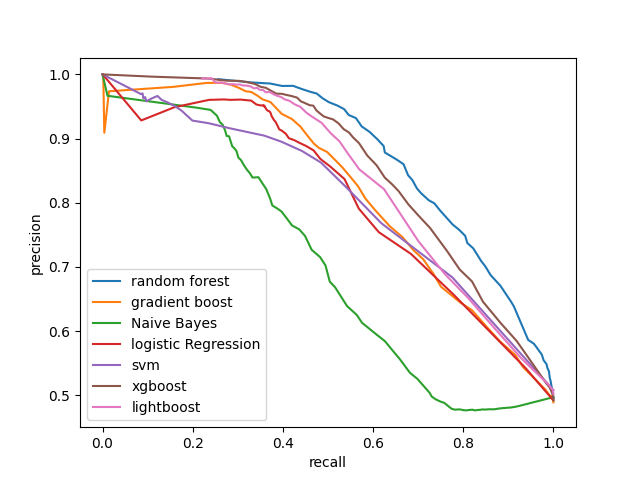 1.0
0.9
0.8
0.7
0.6
0.5
precision
random forest
gradient boost
Naive Bayes
logistic Regression
svm
xgboost
lightboost
0.0 0.2 0.4 0.6 0.8 1.0
recall